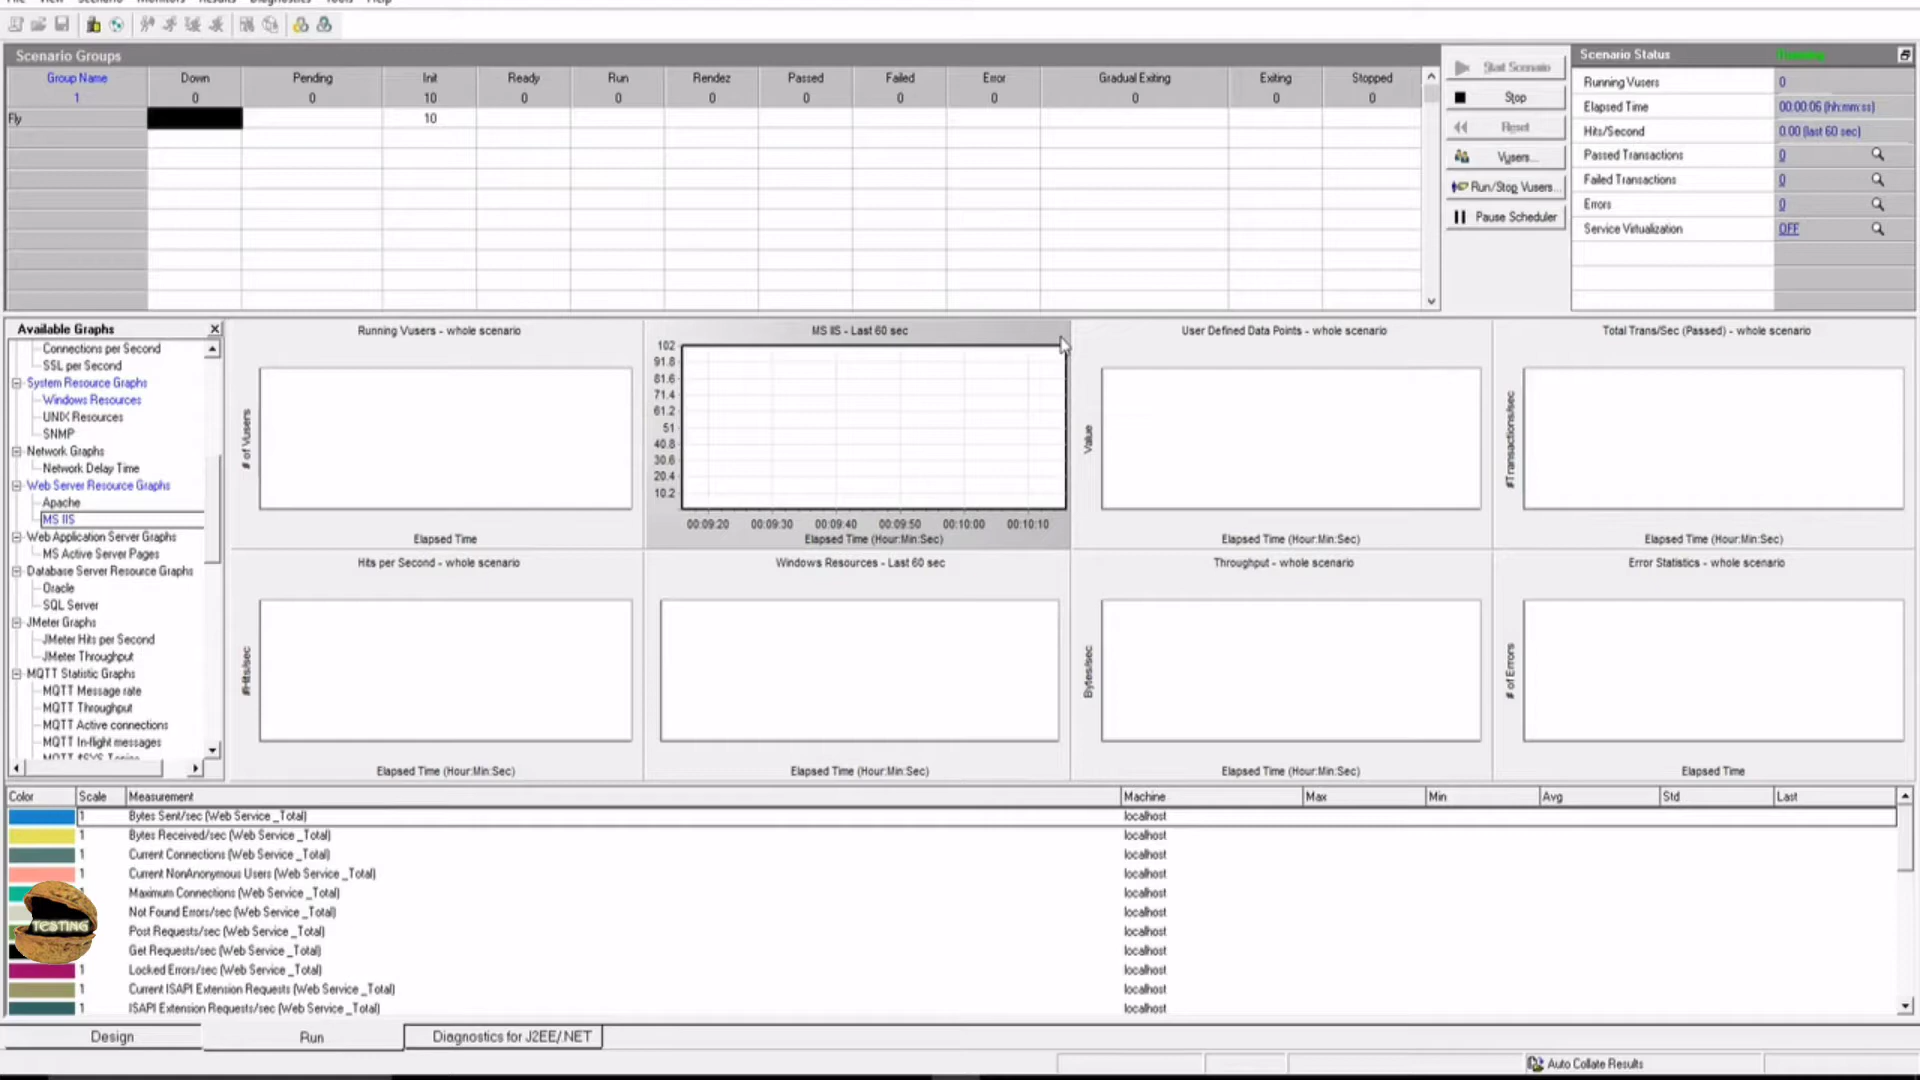 File View Scenario Monitors Results Diagnostics Tools Help
Scenario Groups
Group Name Down Pending Init Ready Run Rendez Passed Failed Error Gradual Exiting Exiting Stopped
1 0 0 10 0 0 0 0 0 0 0 0 0
Fly 10
Start Scenario
Stop
Reset
Vusers...
Run/Stop Vusers...
Pause Scheduler
Scenario Status
Running Vusers 0
Elapsed Time 00:00:06 (hh:mm:ss)
Hits/Second 0.00 (last 60 sec)
Passed Transactions 0
Failed Transactions 0
Errors 0
Service Virtualization OFF
Available Graphs
Connections per Second
SSL per Second
System Resource Graphs
Windows Resources
UNIX Resources
SNMP
Network Graphs
Network Delay Time
Web Server Resource Graphs
Apache
MS IIS
Web Application Server Graphs
MS Active Server Pages
Database Server Resource Graphs
Oracle
SQL Server
JMeter Graphs
JMeter Hits per Second
JMeter Throughput
MQTT Statistic Graphs
MQTT Message rate
MQTT Throughput
MQTT Active connections
MQTT In-flight messages
MQTT $SYS Topics
Running Vusers - whole scenario
# of Vusers
Elapsed Time
MS IIS - Last 60 sec
102
91.8
81.6
71.4
61.2
51
40.8
30.6
20.4
10.2
00:09:20 00:09:30 00:09:40 00:09:50 00:10:00 00:10:10
Elapsed Time (Hour:Min:Sec)
User Defined Data Points - whole scenario
Value
Elapsed Time (Hour:Min:Sec)
Total Trans/Sec (Passed) - whole scenario
#Transactions/sec
Elapsed Time (Hour:Min:Sec)
Hits per Second - whole scenario
#Hits/sec
Elapsed Time (Hour:Min:Sec)
Windows Resources - Last 60 sec
Elapsed Time (Hour:Min:Sec)
Throughput - whole scenario
Bytes/sec
Elapsed Time (Hour:Min:Sec)
Error Statistics - whole scenario
# of Errors
Elapsed Time
Color Scale Measurement Machine Max Min Avg Std Last
1 Bytes Sent/sec (Web Service _Total) localhost
1 Bytes Received/sec (Web Service _Total) localhost
1 Current Connections (Web Service _Total) localhost
1 Current NonAnonymous Users (Web Service _Total) localhost
Maximum Connections (Web Service _Total) localhost
Not Found Errors/sec (Web Service _Total) localhost
Post Requests/sec (Web Service _Total) localhost
Get Requests/sec (Web Service _Total) localhost
1 Locked Errors/sec (Web Service _Total) localhost
1 Current ISAPI Extension Requests (Web Service _Total) localhost
1 ISAPI Extension Requests/sec (Web Service _Total) localhost
TESTING
Design Run Diagnostics for J2EE/.NET
Auto Collate Results